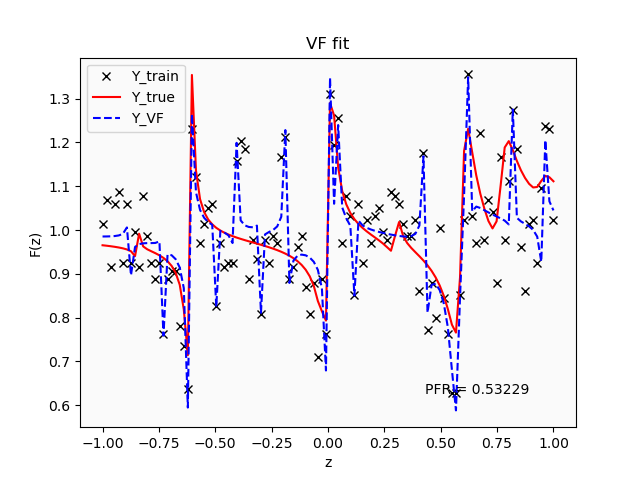 VF fit
Y_train
Y_true
Y_VF
F(z)
1.3
1.2
1.1
1.0
0.9
0.8
0.7
0.6
PFR = 0.53229
−1.00 −0.75 −0.50 −0.25 0.00 0.25 0.50 0.75 1.00
z